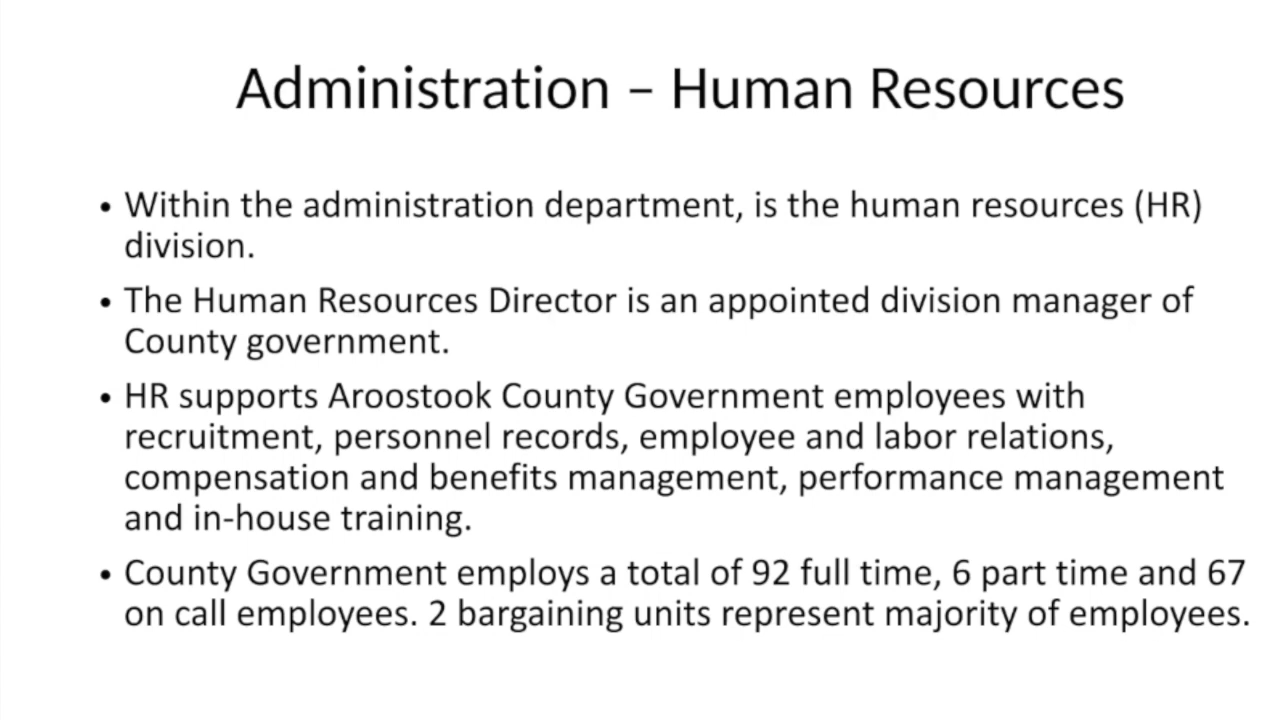 Administration – Human Resources
• Within the administration department, is the human resources (HR)
division.
• The Human Resources Director is an appointed division manager of
County government.
• HR supports Aroostook County Government employees with
recruitment, personnel records, employee and labor relations,
compensation and benefits management, performance management
and in-house training.
• County Government employs a total of 92 full time, 6 part time and 67
on call employees. 2 bargaining units represent majority of employees.